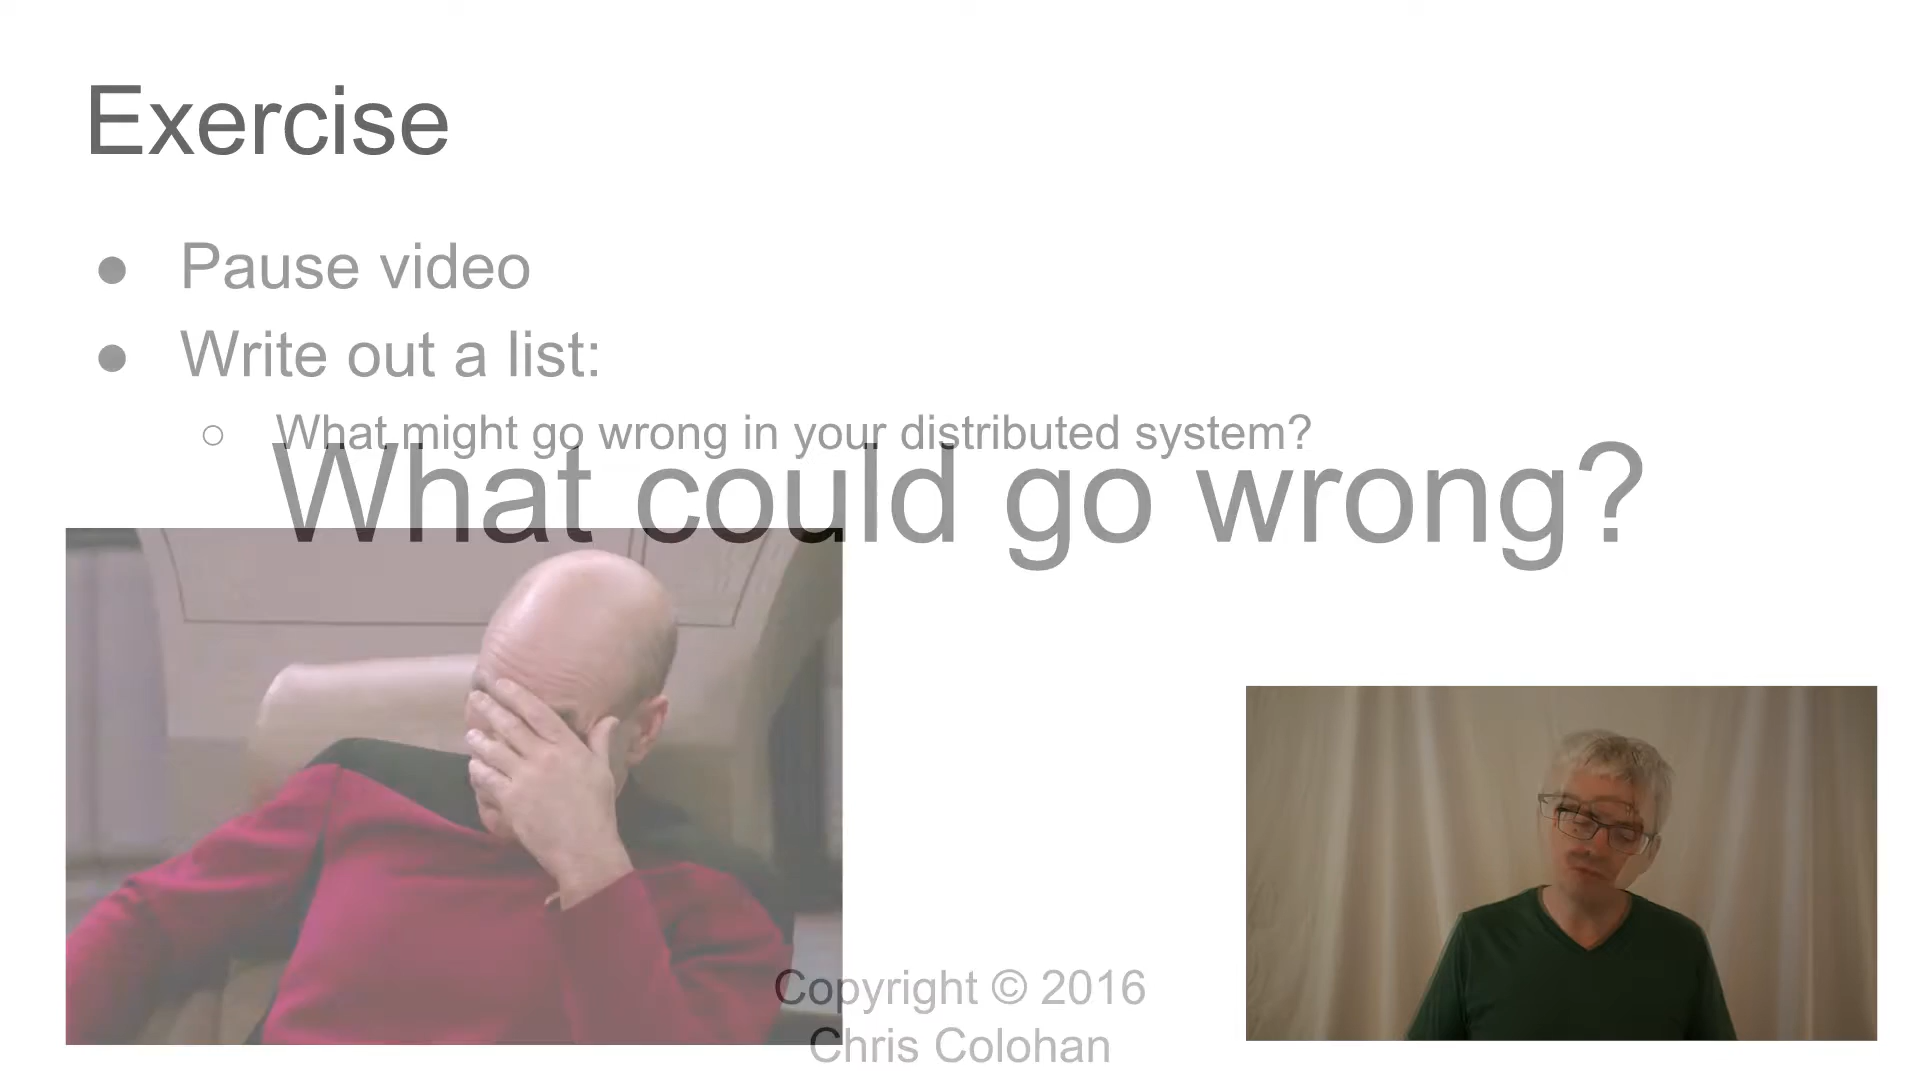 Exercise
● Pause video
● Write out a list:
○ What might go wrong in your distributed system?
What could go wrong?
Copyright © 2016
Chris Colohan